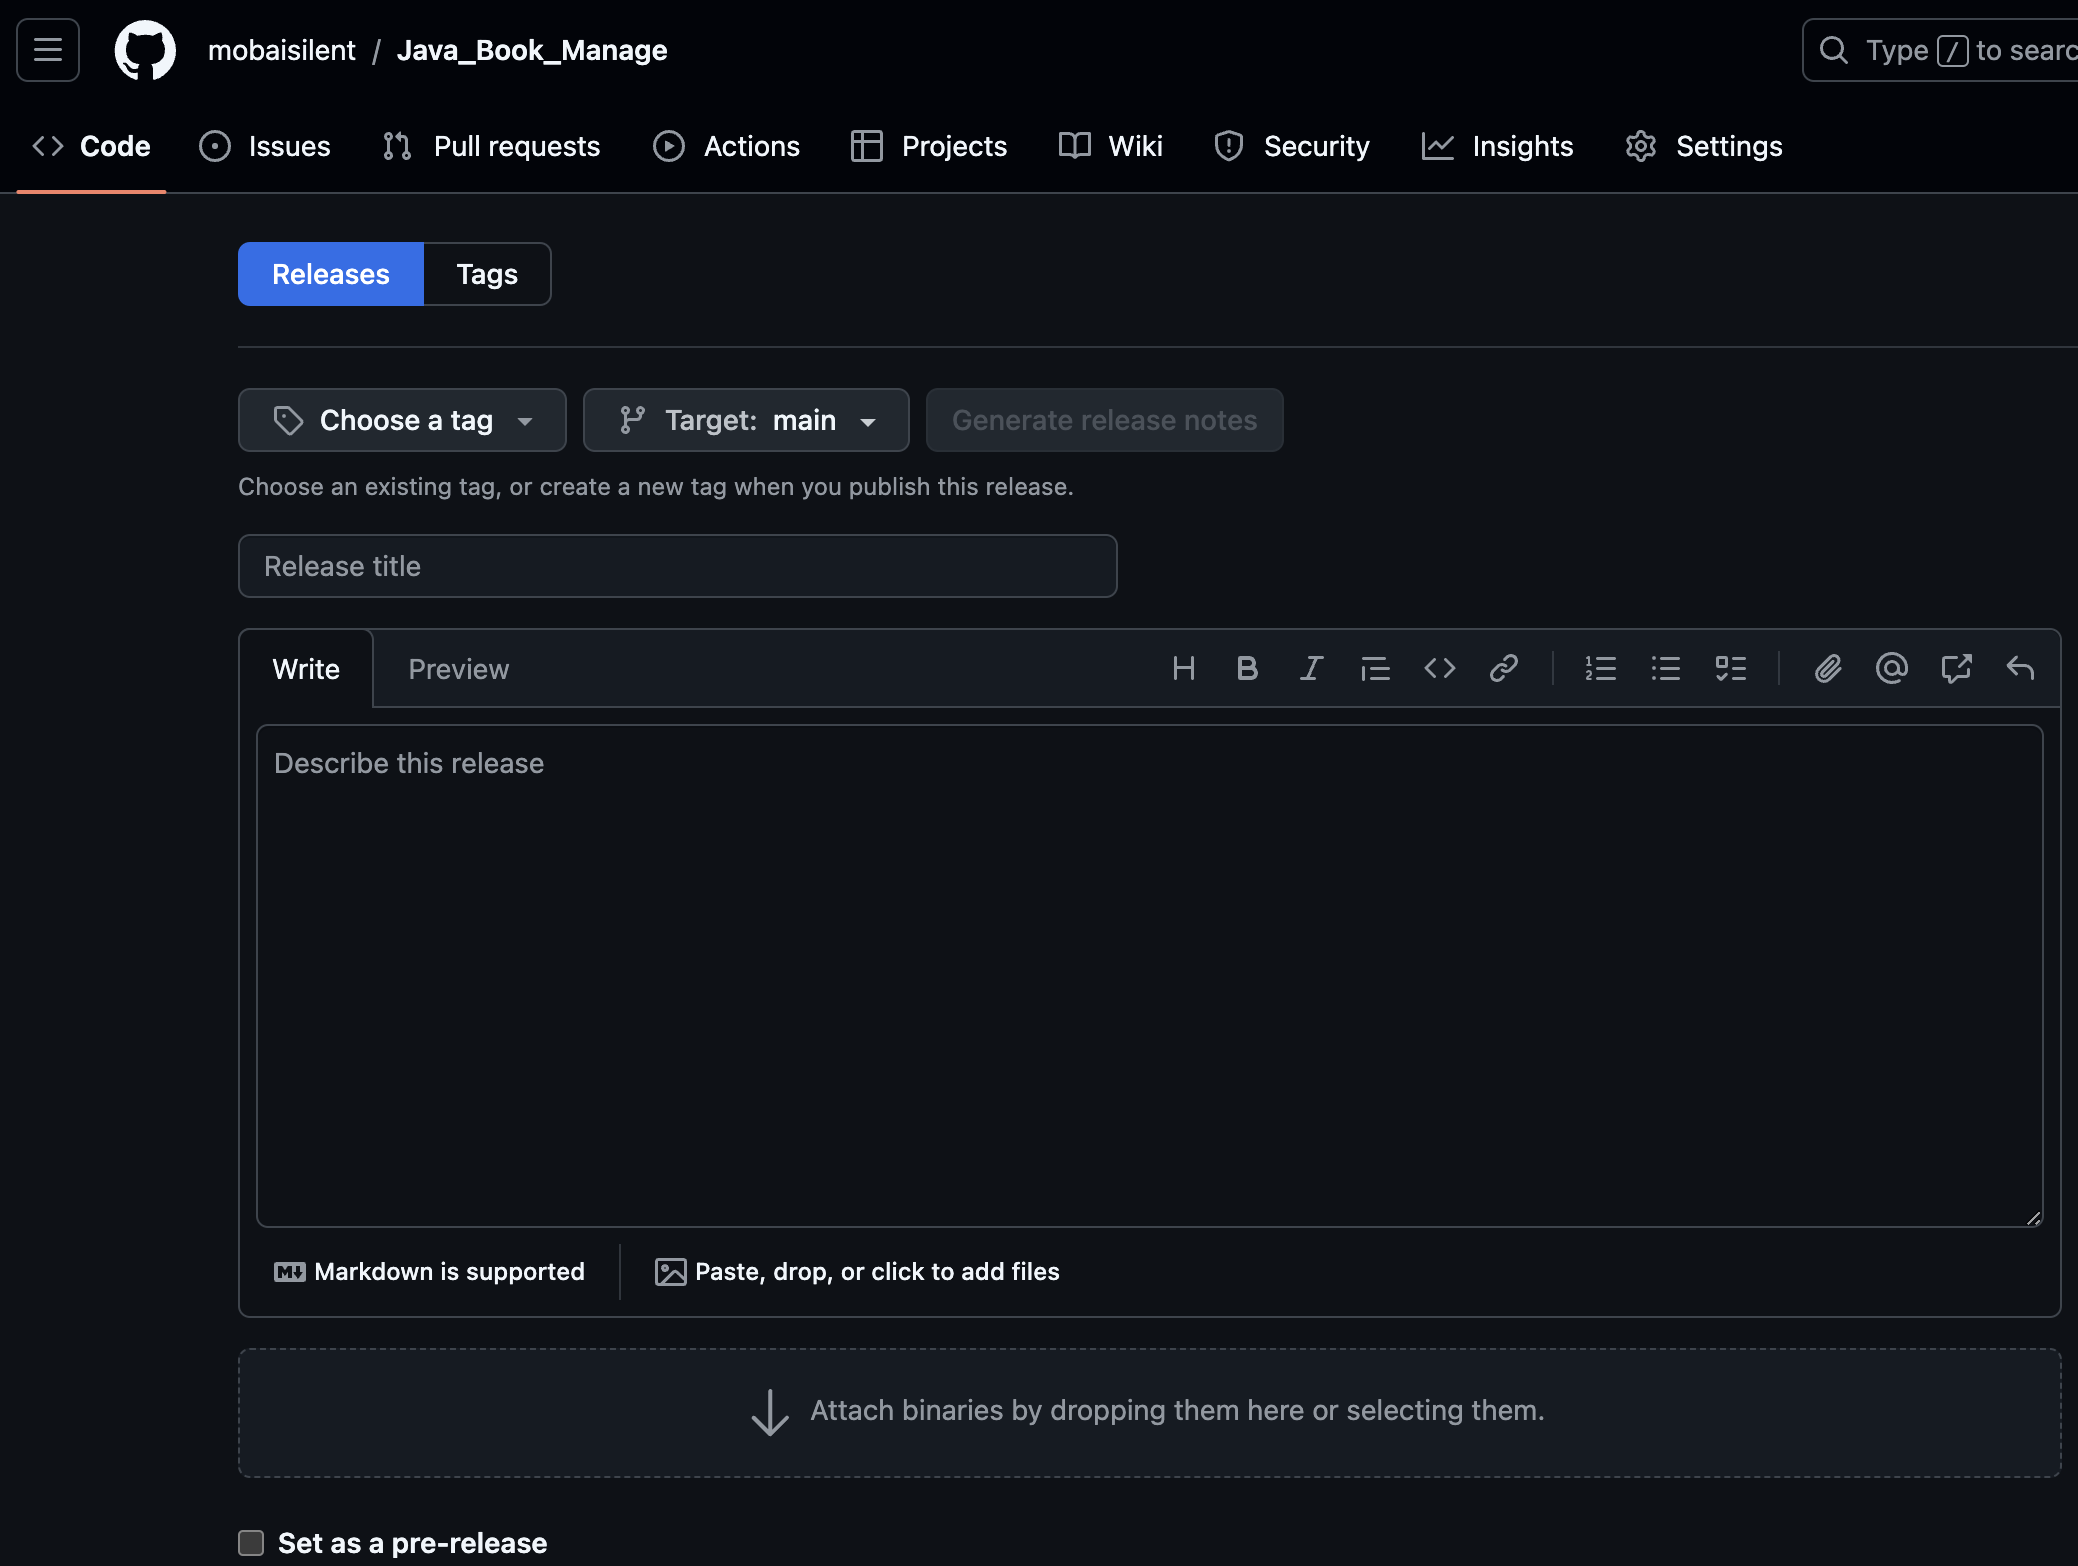 mobaisilent / Java_Book_Manage
Type / to searc
Code Issues Pull requests Actions Projects Wiki Security Insights Settings
Releases Tags
Choose a tag Target: main Generate release notes
Choose an existing tag, or create a new tag when you publish this release.
Release title
Write Preview
Describe this release
Markdown is supported Paste, drop, or click to add files
Attach binaries by dropping them here or selecting them.
Set as a pre-release